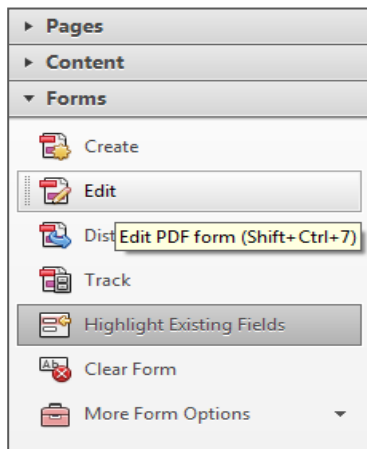 Pages
Content
Forms
Create
Edit
Dist
Edit PDF form (Shift+Ctrl+7)
Track
Highlight Existing Fields
Ab
Clear Form
More Form Options